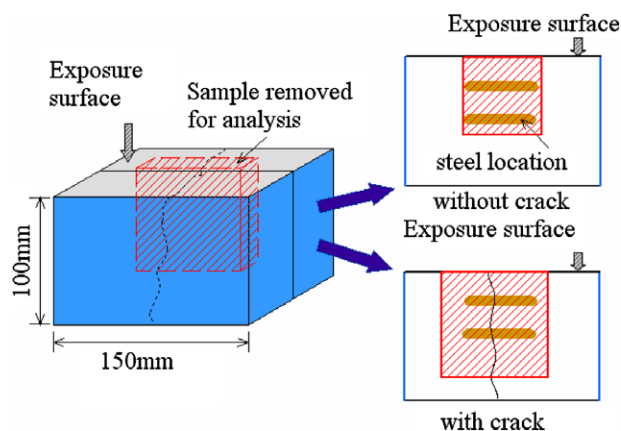 Exposure
surface
Sample removed
for analysis
100mm
150mm
Exposure surface
steel location
without crack
Exposure surface
with crack